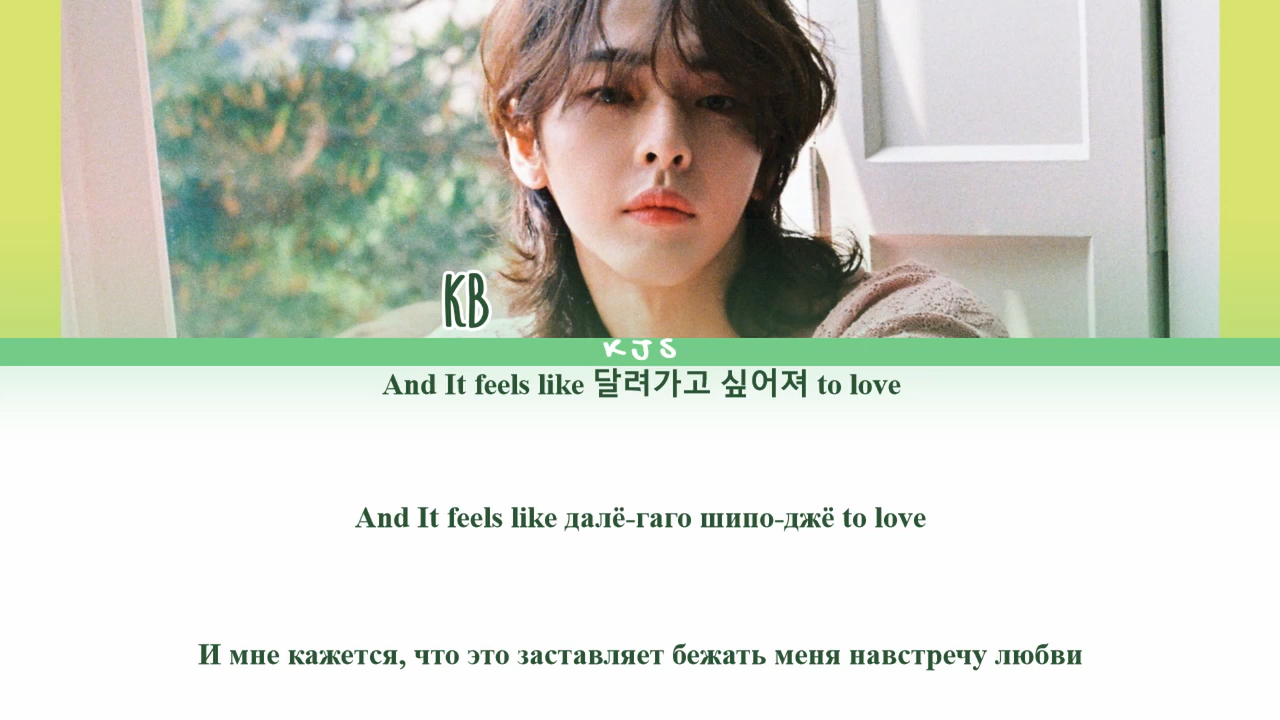 KB
KJS
And It feels like 달려가고 싶어져 to love
And It feels like далё-гаго шипо-джё to love
И мне кажется, что это заставляет бежать меня навстречу любви